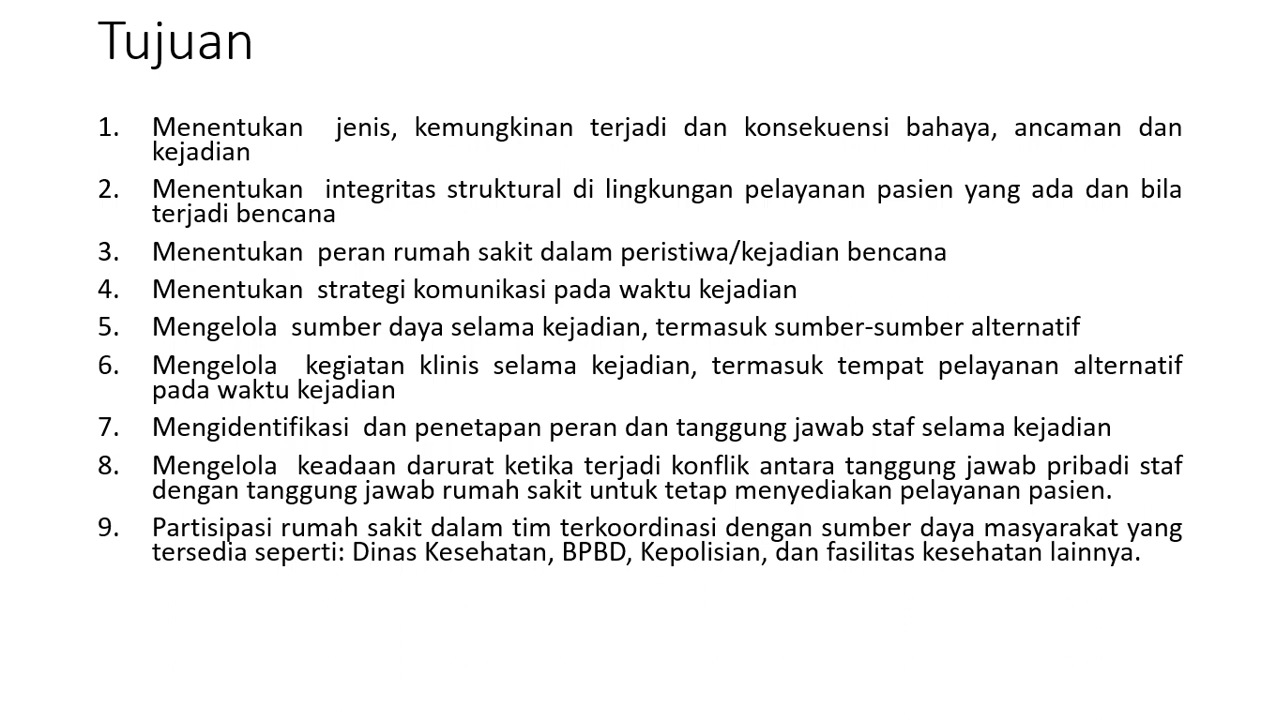 Tujuan
1. Menentukan jenis, kemungkinan terjadi dan konsekuensi bahaya, ancaman dan
kejadian
2. Menentukan integritas struktural di lingkungan pelayanan pasien yang ada dan bila
terjadi bencana
3. Menentukan peran rumah sakit dalam peristiwa/kejadian bencana
4. Menentukan strategi komunikasi pada waktu kejadian
5. Mengelola sumber daya selama kejadian, termasuk sumber-sumber alternatif
6. Mengelola kegiatan klinis selama kejadian, termasuk tempat pelayanan alternatif
pada waktu kejadian
7. Mengidentifikasi dan penetapan peran dan tanggung jawab staf selama kejadian
8. Mengelola keadaan darurat ketika terjadi konflik antara tanggung jawab pribadi staf
dengan tanggung jawab rumah sakit untuk tetap menyediakan pelayanan pasien.
9. Partisipasi rumah sakit dalam tim terkoordinasi dengan sumber daya masyarakat yang
tersedia seperti: Dinas Kesehatan, BPBD, Kepolisian, dan fasilitas kesehatan lainnya.